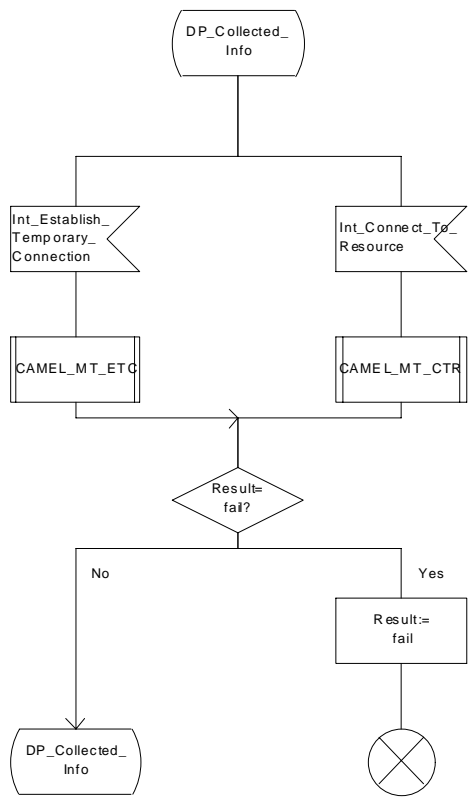 DP_Collected_
Info
Int_Establish_
Temporary_
Connection
Int_Connect_To_
Resource
CAMEL_MT_ETC
CAMEL_MT_CTR
Result=
fail?
No
Yes
Result:=
fail
DP_Collected_
Info